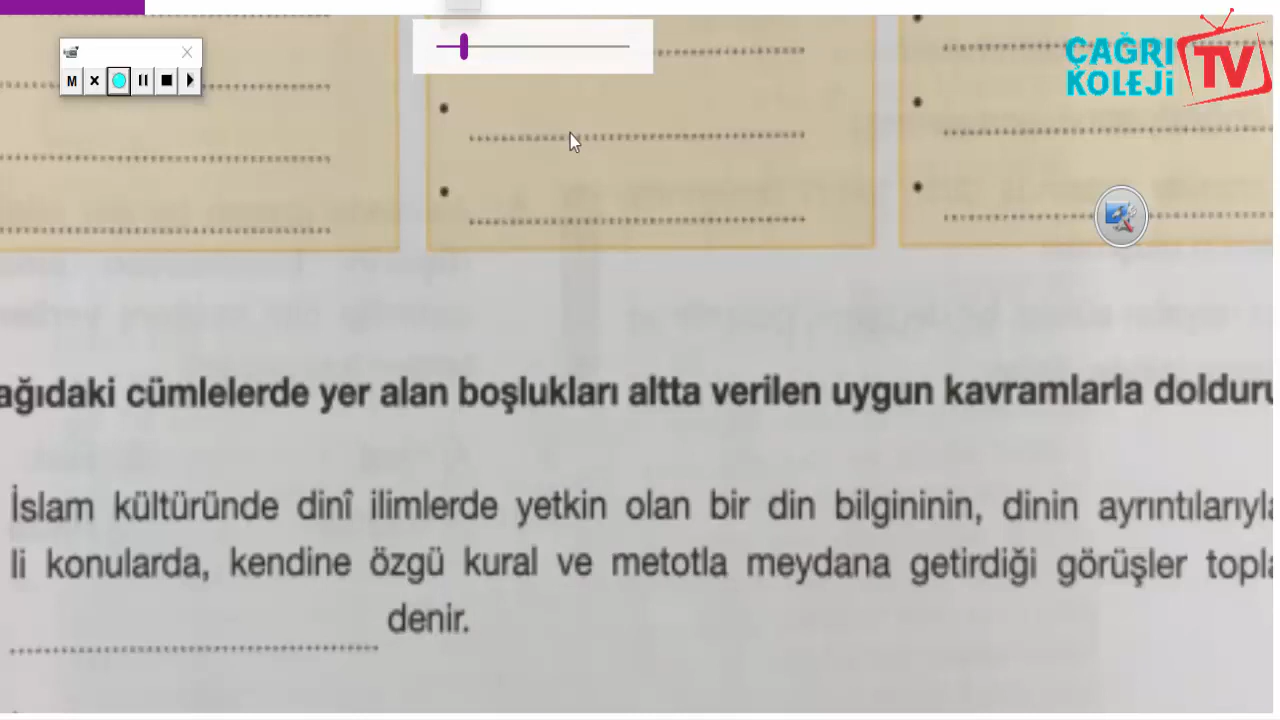 ÇAĞRI
KOLEJİ TV
M
ağıdaki cümlelerde yer alan boşlukları altta verilen uygun kavramlarla dolduru
İslam kültüründe dinî ilimlerde yetkin olan bir din bilgininin, dinin ayrıntılarıyla
li konularda, kendine özgü kural ve metotla meydana getirdiği görüşler topla
denir.